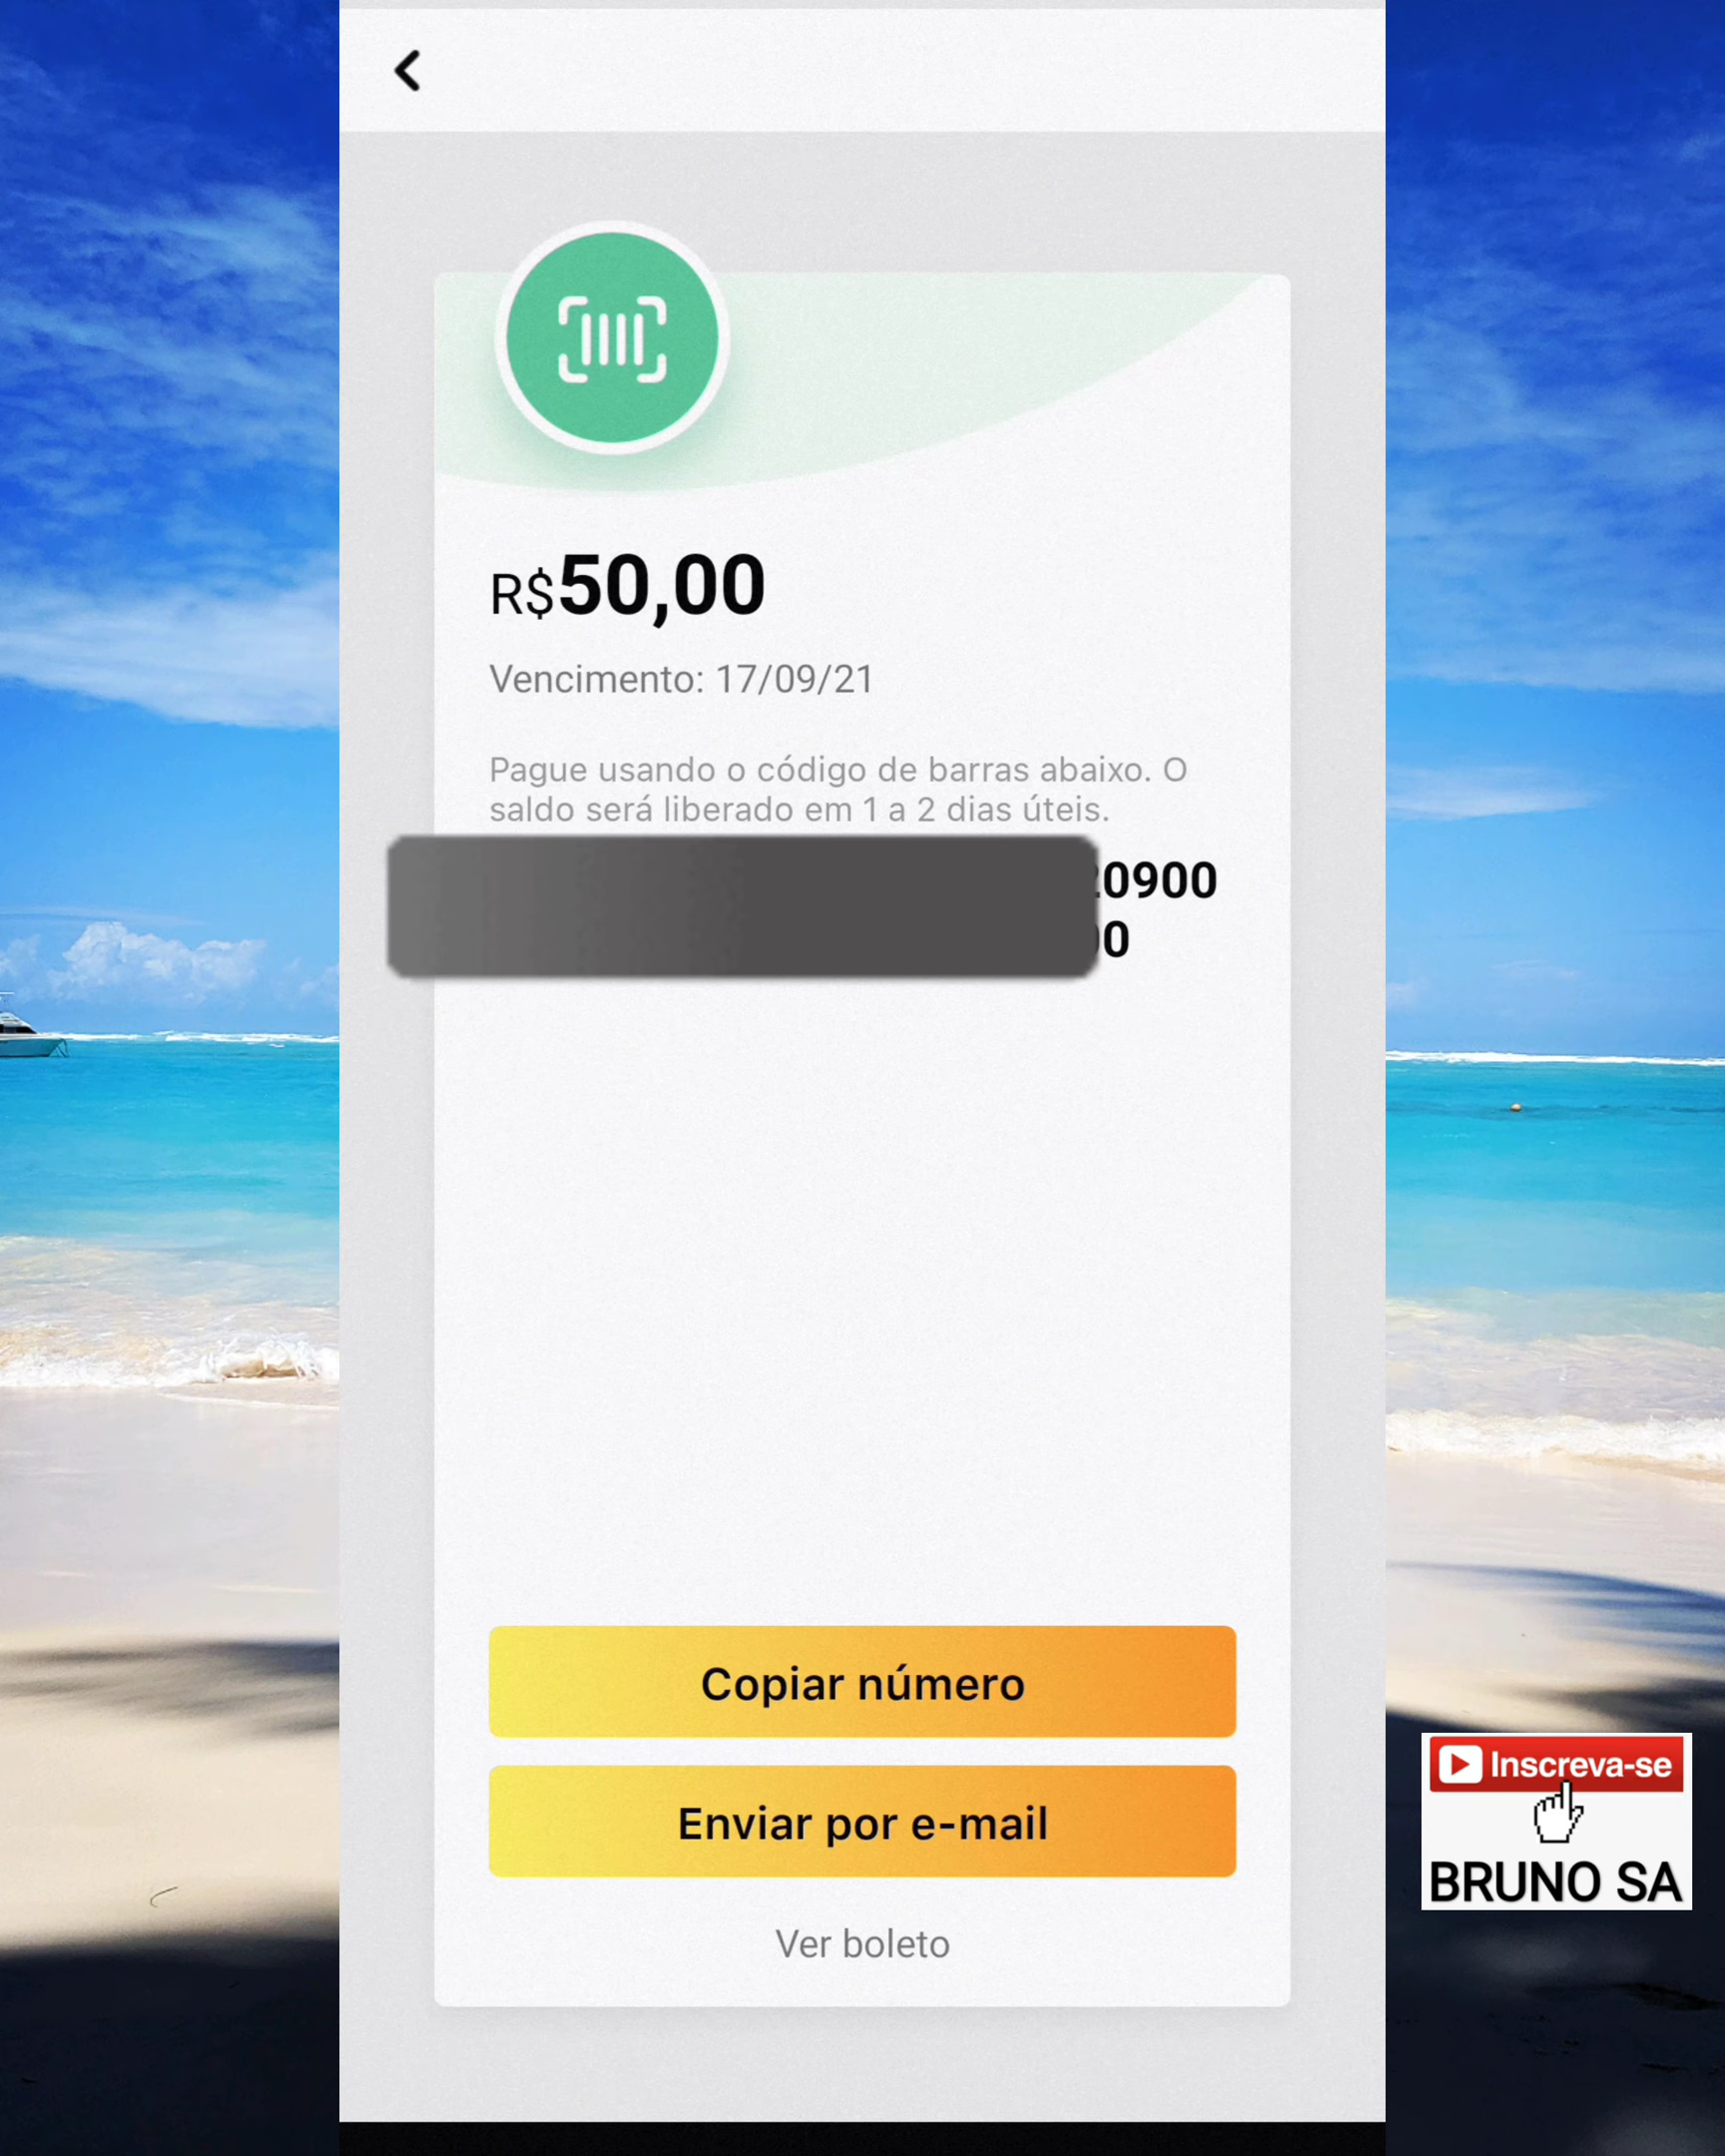 R$50,00
Vencimento: 17/09/21
Pague usando o código de barras abaixo. O
saldo será liberado em 1 a 2 dias úteis.
0900
0
Copiar número
Enviar por e-mail
Ver boleto
Inscreva-se
BRUNO SA